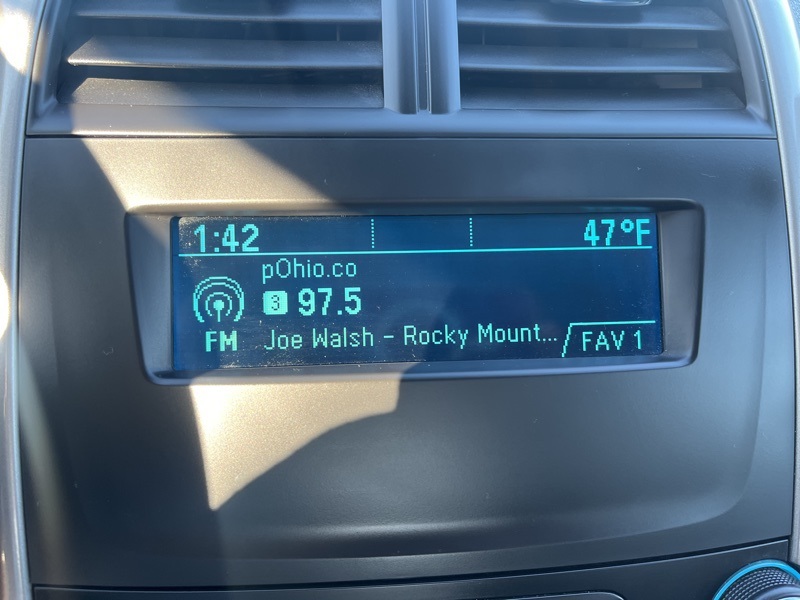 1:42 47°F
pOhio.co
3 97.5
FM Joe Walsh - Rocky Mount... FAV 1